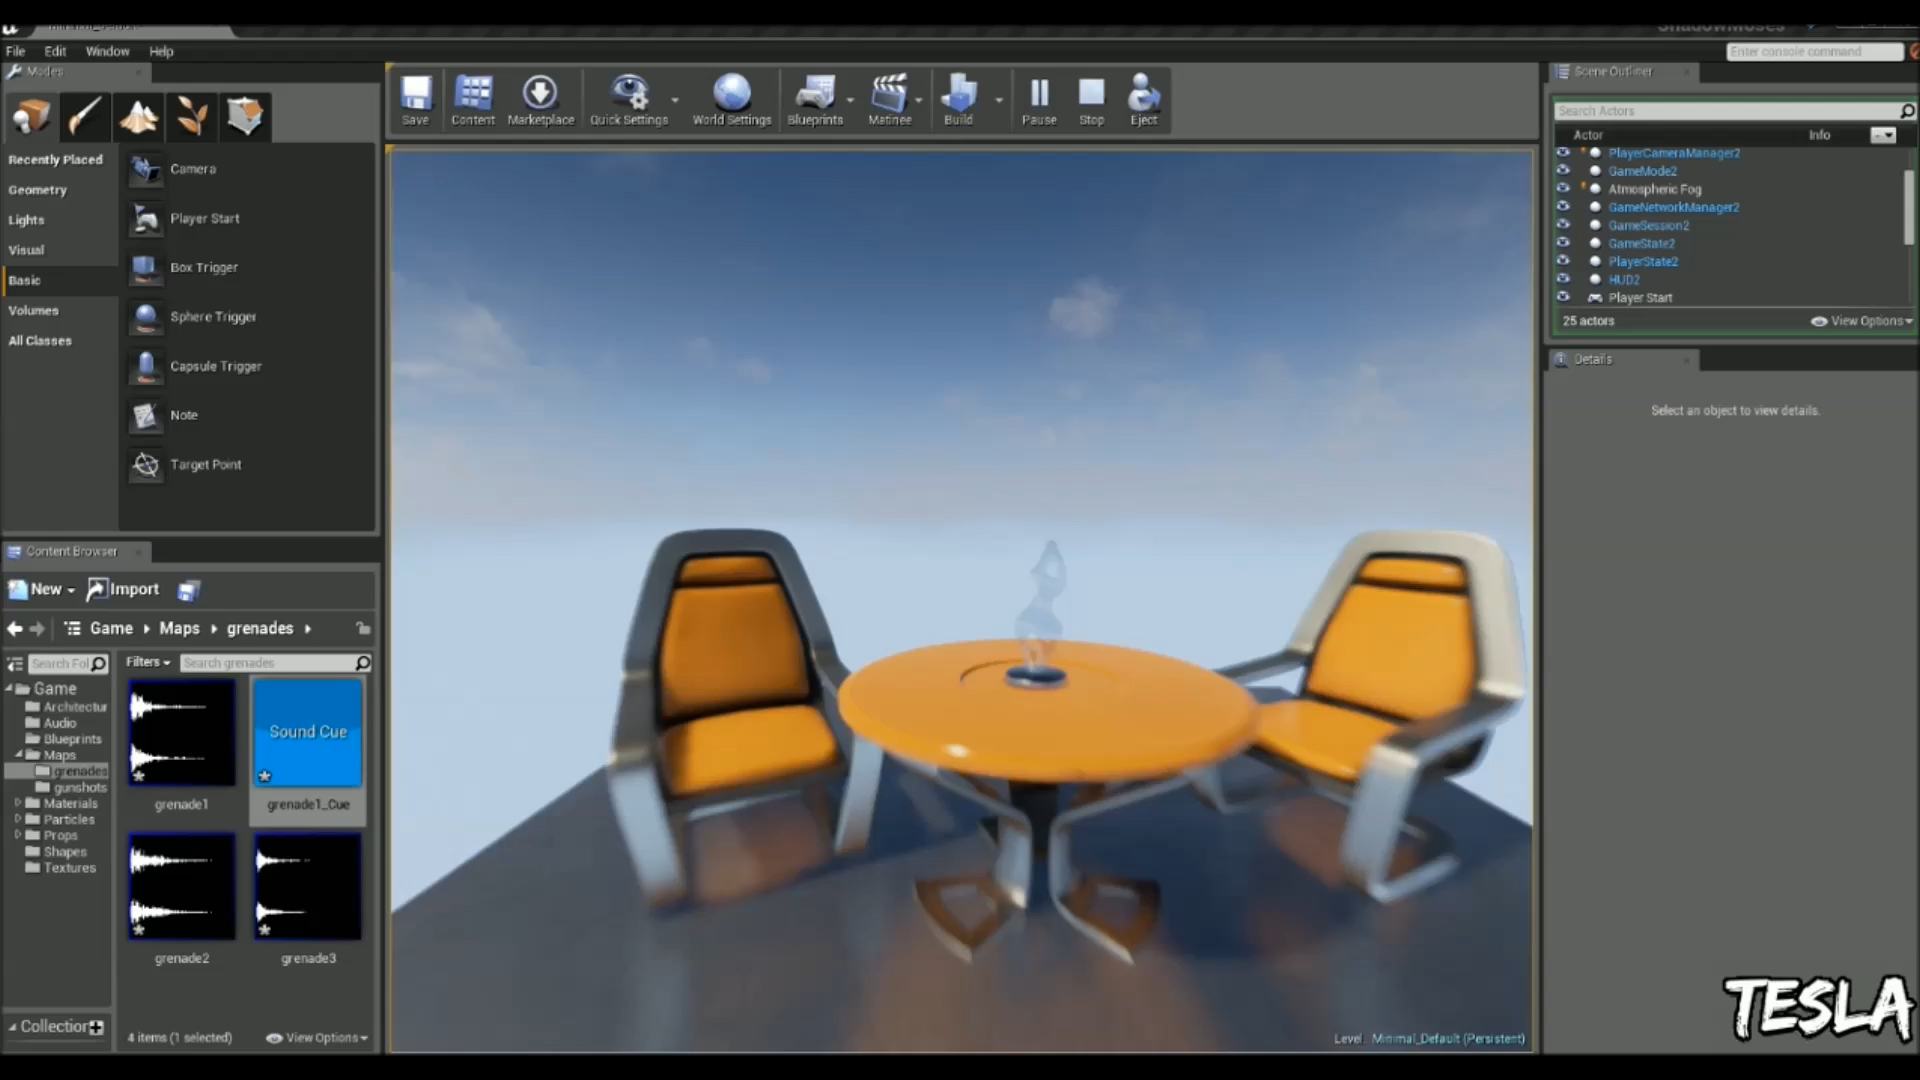 ShadowMoses
File Edit Window Help
Enter console command
Modes
Save
Content
Marketplace
Quick Settings
World Settings
Blueprints
Matinee
Build
Pause
Stop
Eject
Recently Placed
Geometry
Lights
Visual
Basic
Volumes
All Classes
Camera
Player Start
Box Trigger
Sphere Trigger
Capsule Trigger
Note
Target Point
Scene Outliner
Search Actors
Actor Info
PlayerCameraManager2
GameMode2
Atmospheric Fog
GameNetworkManager2
GameSession2
GameState2
PlayerState2
HUD2
Player Start
25 actors View Options
Details
Select an object to view details.
Content Browser
New Import
Game Maps grenades
Search Fol
Filters Search grenades
Game
Architectur
Audio
Blueprints
Maps
grenades
gunshots
Materials
Particles
Props
Shapes
Textures
Collection
Sound Cue
grenade1 grenade1_Cue
grenade2 grenade3
4 items (1 selected) View Options
Level: Minimal_Default (Persistent)
TESLA